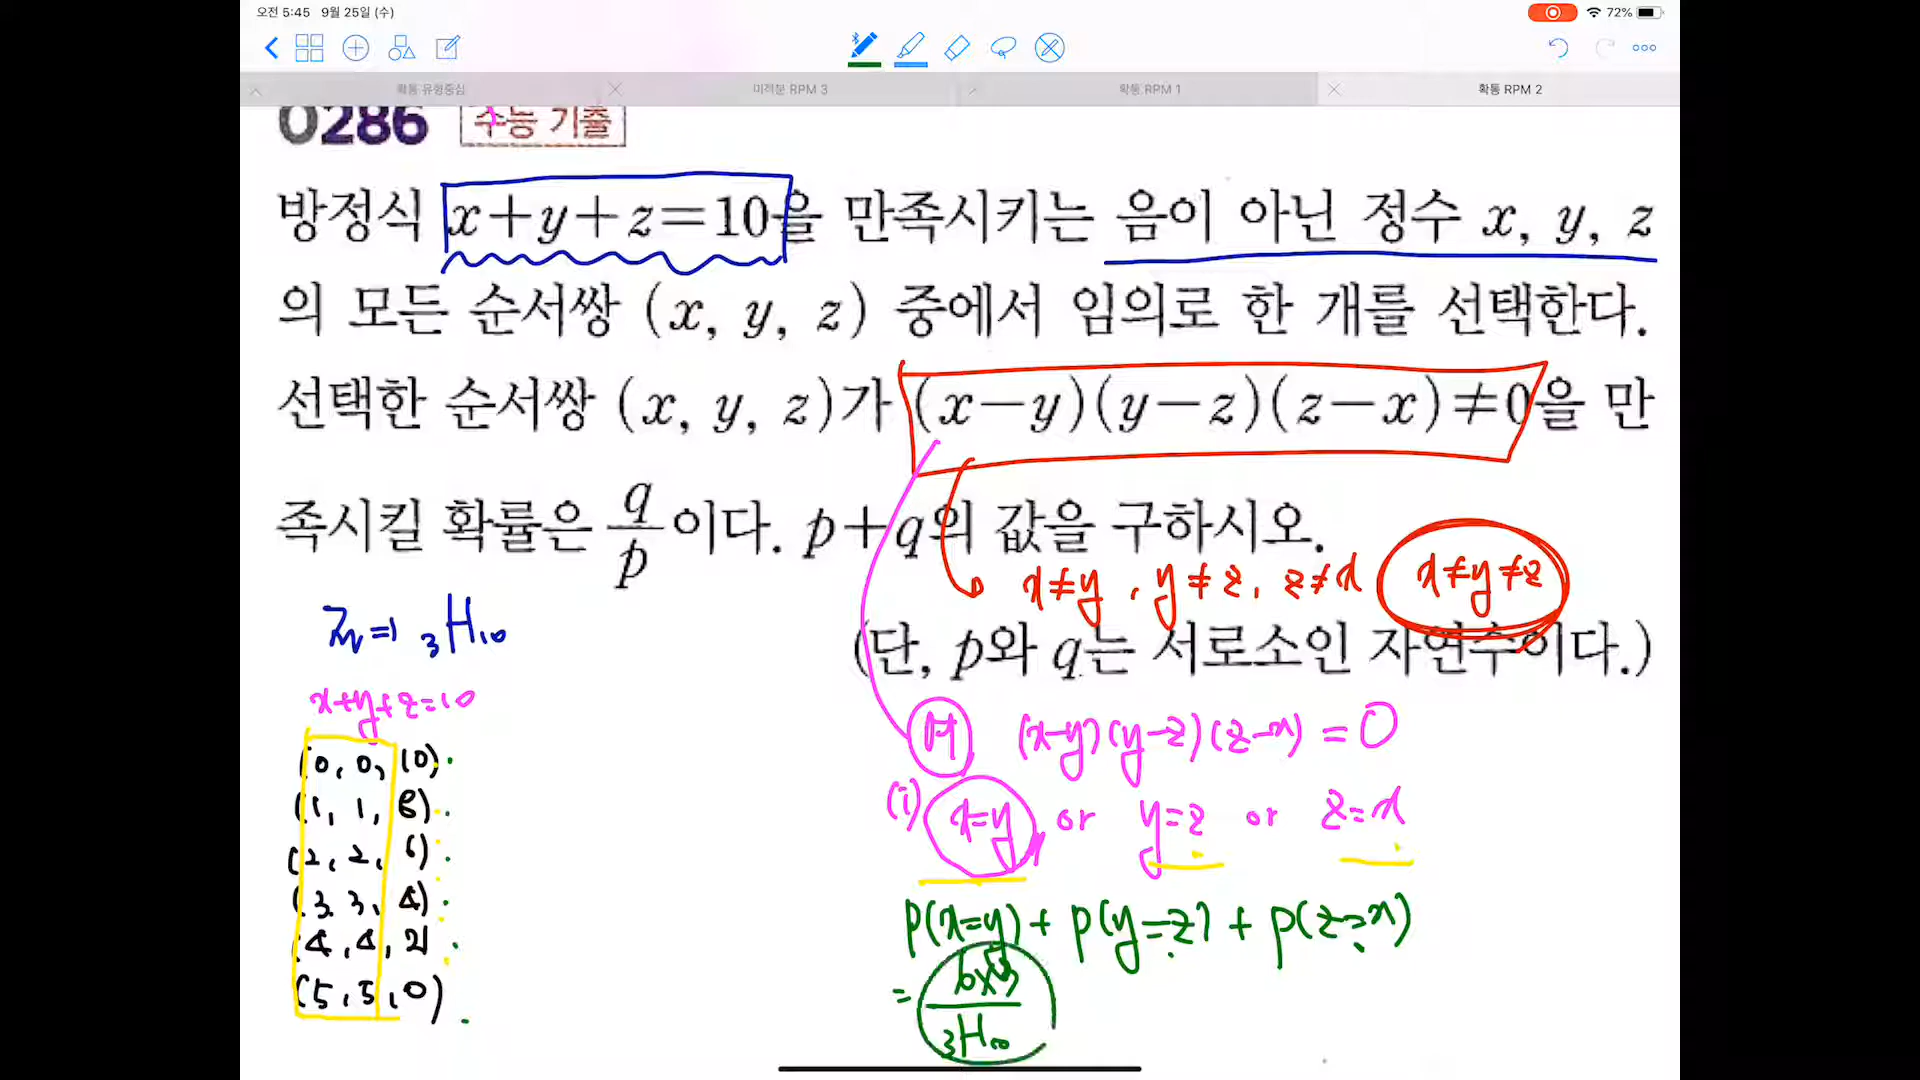 오전 5:45 9월 25일 (수)
72%
확통 유형중심
미적분 RPM 3
확통 RPM 1
확통 RPM 2
0286 수능 기출
방정식 x+y+z=10을 만족시키는 음이 아닌 정수 x, y, z
의 모든 순서쌍 (x, y, z) 중에서 임의로 한 개를 선택한다.
선택한 순서쌍 (x, y, z)가 (x-y)(y-z)(z-x)≠0을 만
족시킬 확률은 q/p이다. p+q의 값을 구하시오.
x≠y, y≠z, z≠x x≠y≠z
(단, p와 q는 서로소인 자연수이다.)
₃H₁₀
x+y+z=10
(0, 0, 10)
(1, 1, 8)
(2, 2, 6)
(3, 3, 4)
(4, 4, 2)
(5, 5, 0)
(x-y)(y-z)(z-x)=0
(i) x=y or y=z or z=x
P(x=y)+P(y=z)+P(z=x)
= 6×3/₃H₁₀